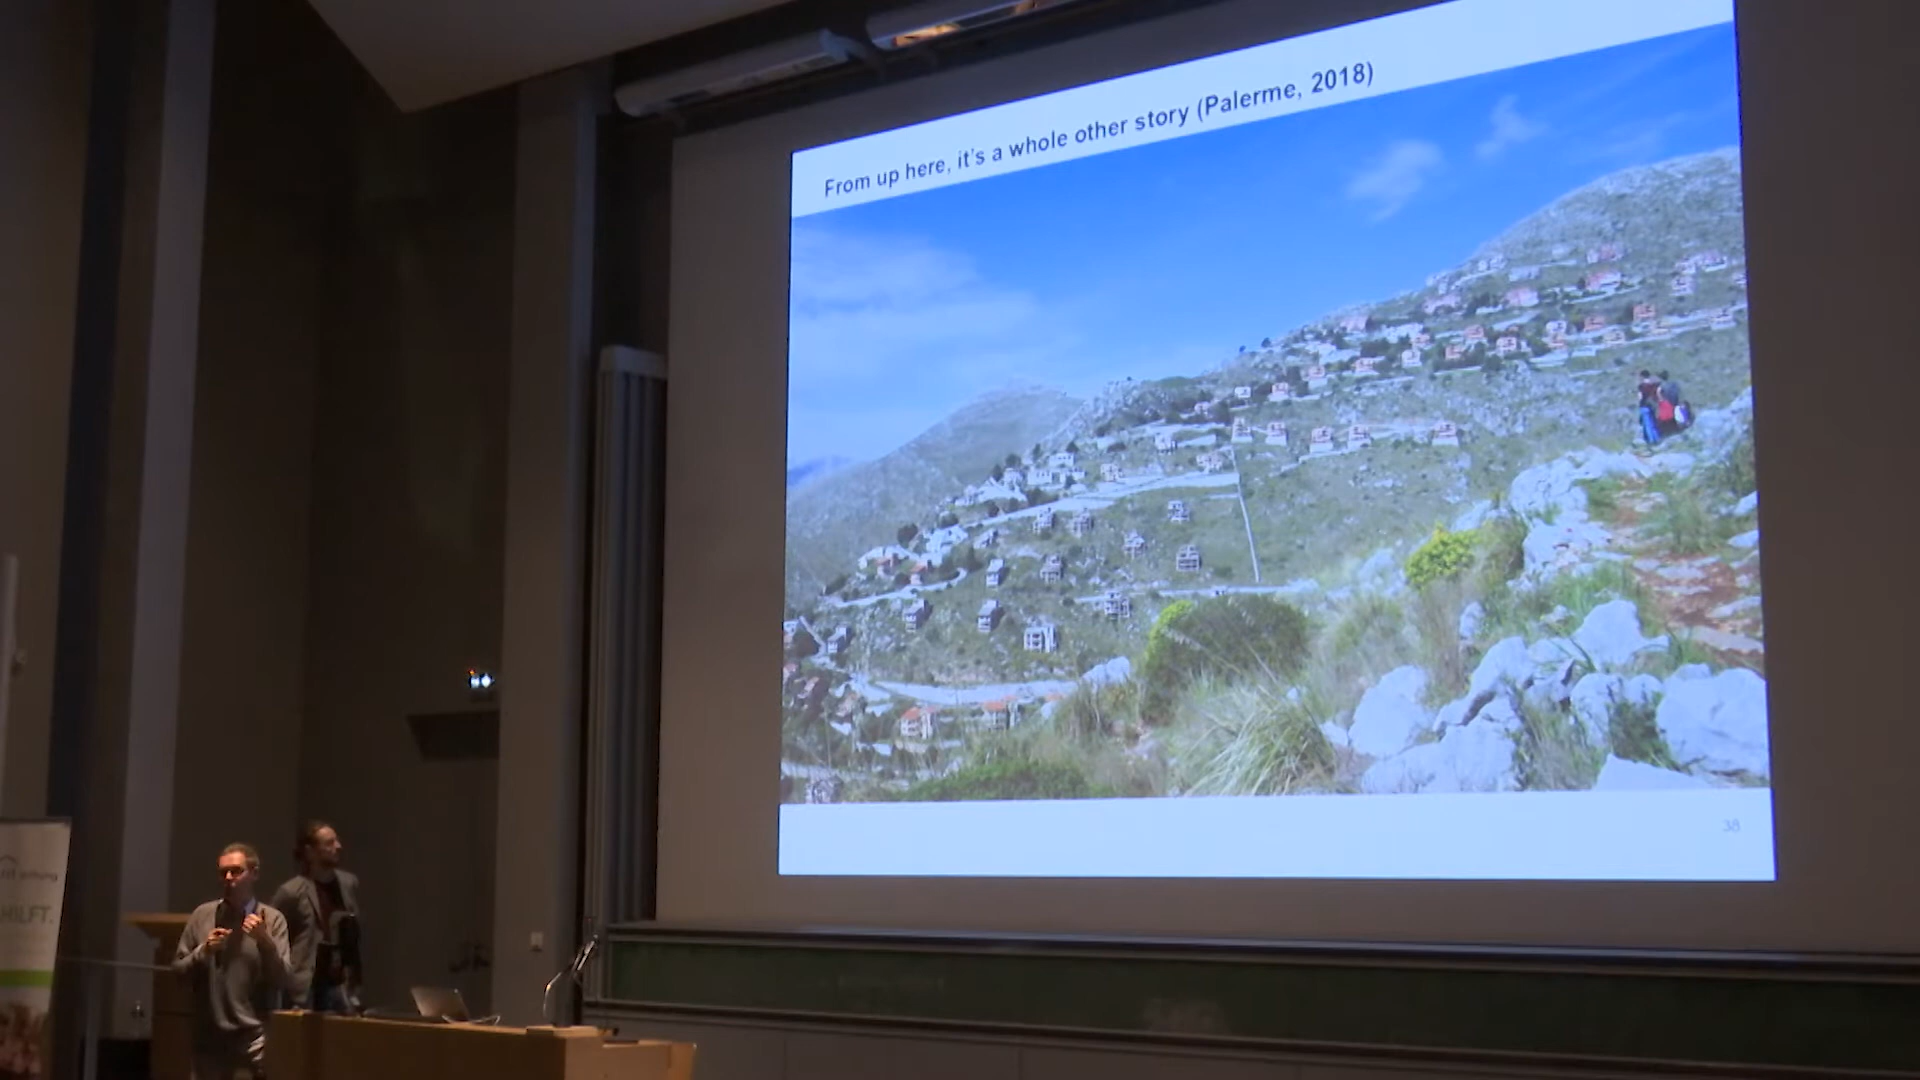 From up here, it's a whole other story (Palerme, 2018)
38
HILFT.